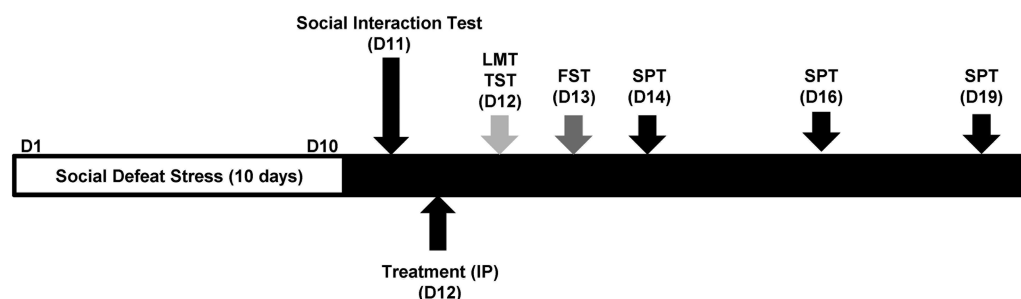 Social Interaction Test
(D11)
LMT
TST
(D12)
FST
(D13)
SPT
(D14)
SPT
(D16)
SPT
(D19)
D1
D10
Social Defeat Stress (10 days)
Treatment (IP)
(D12)